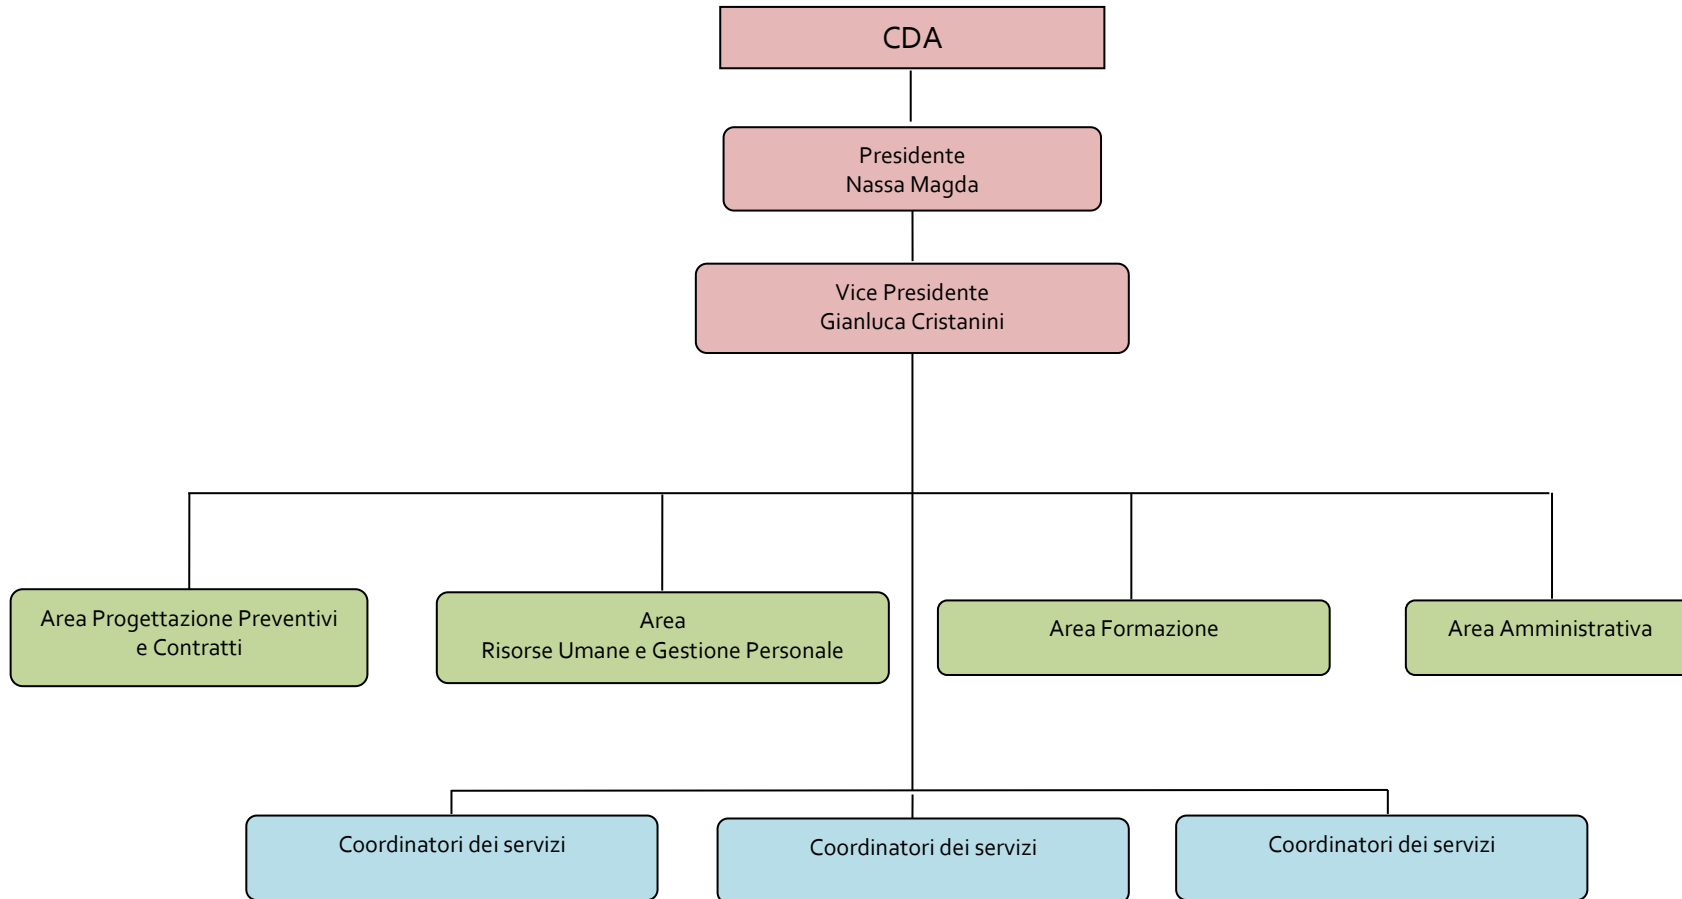 CDA
Presidente
Nassa Magda
Vice Presidente
Gianluca Cristanini
Area Progettazione Preventivi
e Contratti
Area
Risorse Umane e Gestione Personale
Area Formazione
Area Amministrativa
Coordinatori dei servizi
Coordinatori dei servizi
Coordinatori dei servizi